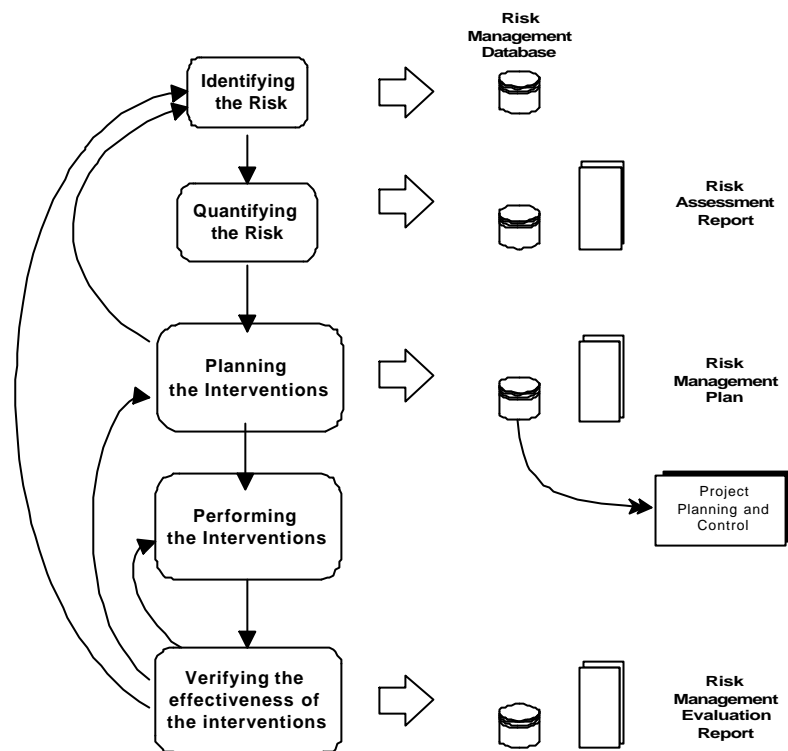 Risk
Management
Database
Identifying
the Risk
Quantifying
the Risk
Risk
Assessment
Report
Planning
the Interventions
Risk
Management
Plan
Performing
the Interventions
Project
Planning and
Control
Verifying the
effectiveness of
the interventions
Risk
Management
Evaluation
Report